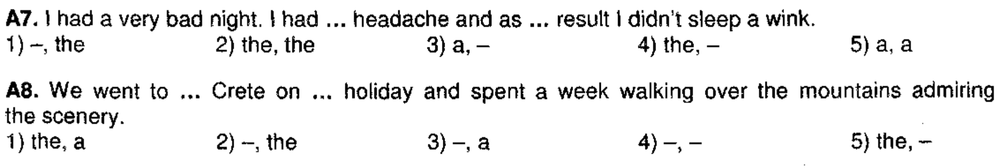 A7. I had a very bad night. I had ... headache and as ... result I didn't sleep a wink.
1) –, the 2) the, the 3) a, – 4) the, – 5) a, a
A8. We went to ... Crete on ... holiday and spent a week walking over the mountains admiring
the scenery.
1) the, a 2) –, the 3) –, a 4) –, – 5) the, –